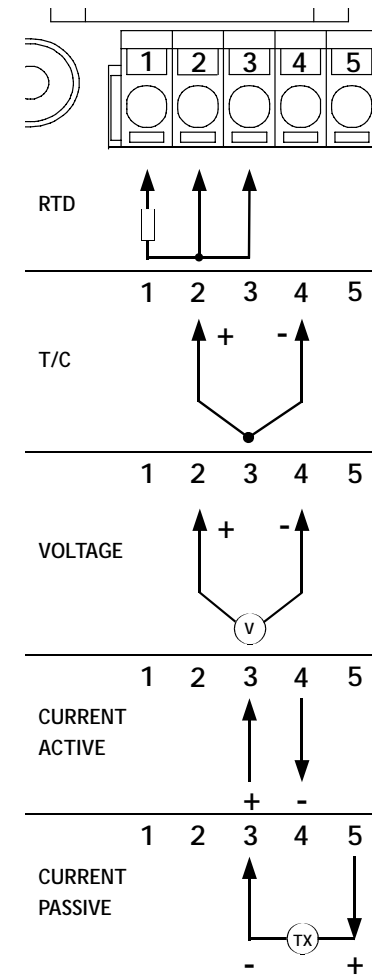 1 2 3 4 5
RTD
1 2 3 4 5
+ -
T/C
1 2 3 4 5
+ -
VOLTAGE
V
1 2 3 4 5
CURRENT
ACTIVE
+ -
1 2 3 4 5
CURRENT
PASSIVE
TX
- +